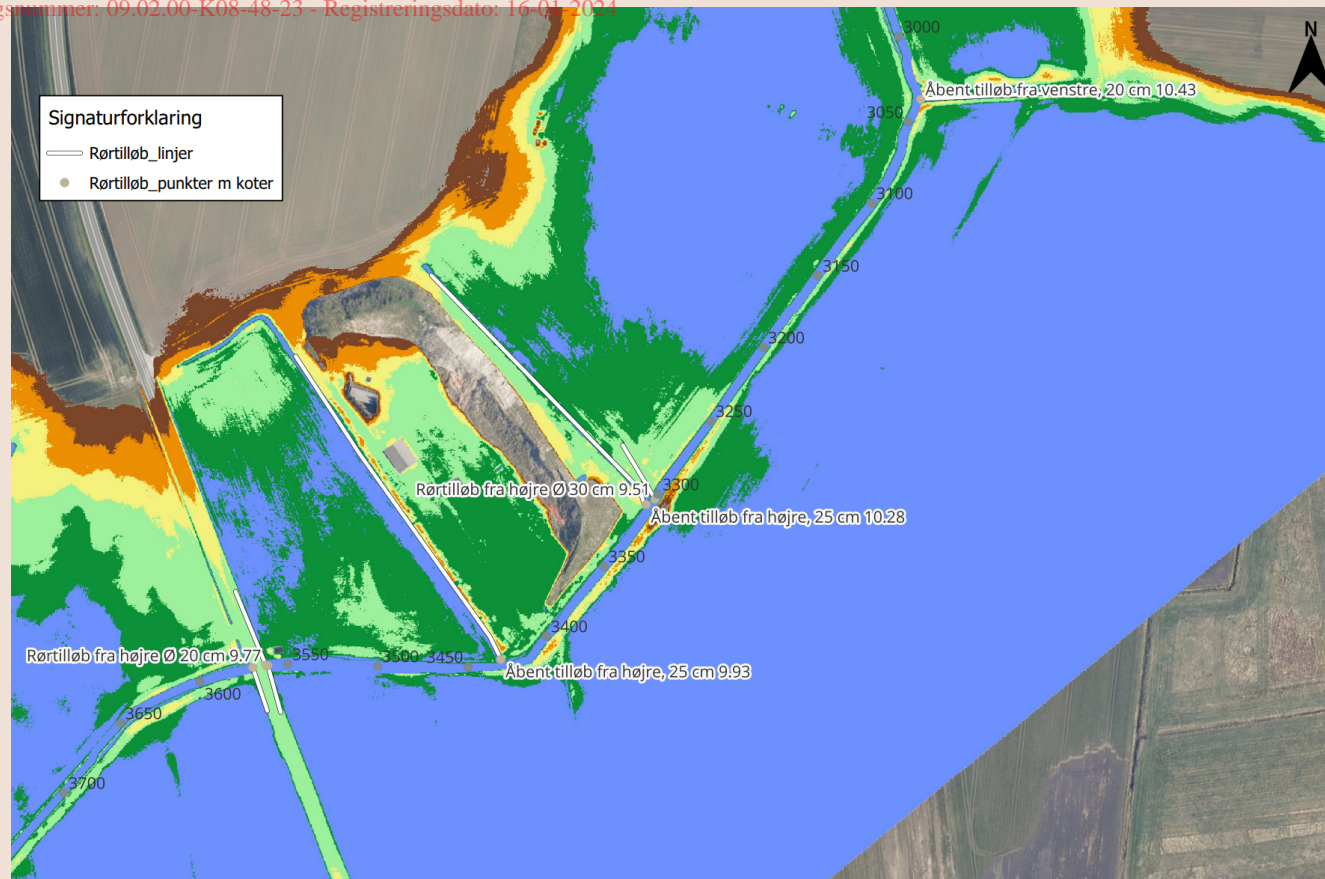 gsnummer: 09.02.00-K08-48-23 - Registreringsdato: 16-01-2024
N
3000
Åbent tilløb fra venstre, 20 cm 10.43
3050
Signaturforklaring
Rørtilløb_linjer
Rørtilløb_punkter m koter
3100
3150
3200
3250
3300
Rørtilløb fra højre Ø 30 cm 9.51
Åbent tilløb fra højre, 25 cm 10.28
3350
3400
Rørtilløb fra højre Ø 20 cm 9.77
3550
3500
3450
Åbent tilløb fra højre, 25 cm 9.93
3600
3650
3700